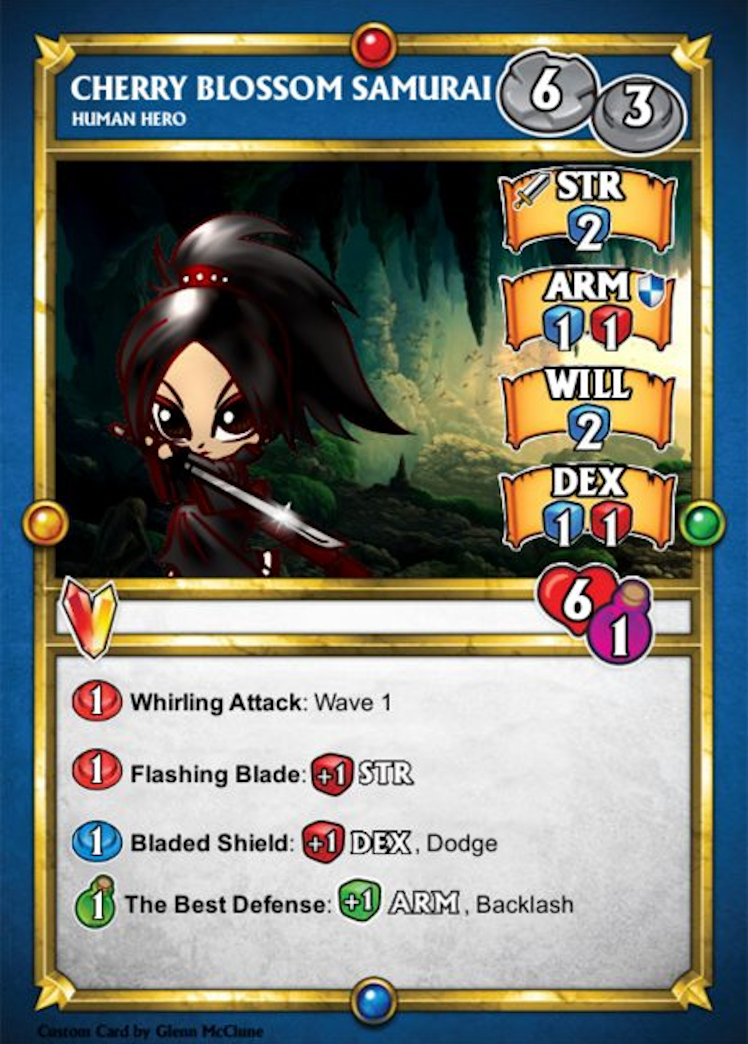 CHERRY BLOSSOM SAMURAI 6 3
HUMAN HERO
STR
2
ARM
1 1
WILL
2
DEX
1 1
6
1
1 Whirling Attack: Wave 1
1 Flashing Blade: +1 STR
1 Bladed Shield: +1 DEX, Dodge
1 The Best Defense: +1 ARM, Backlash
Custom Card by Glenn McClune